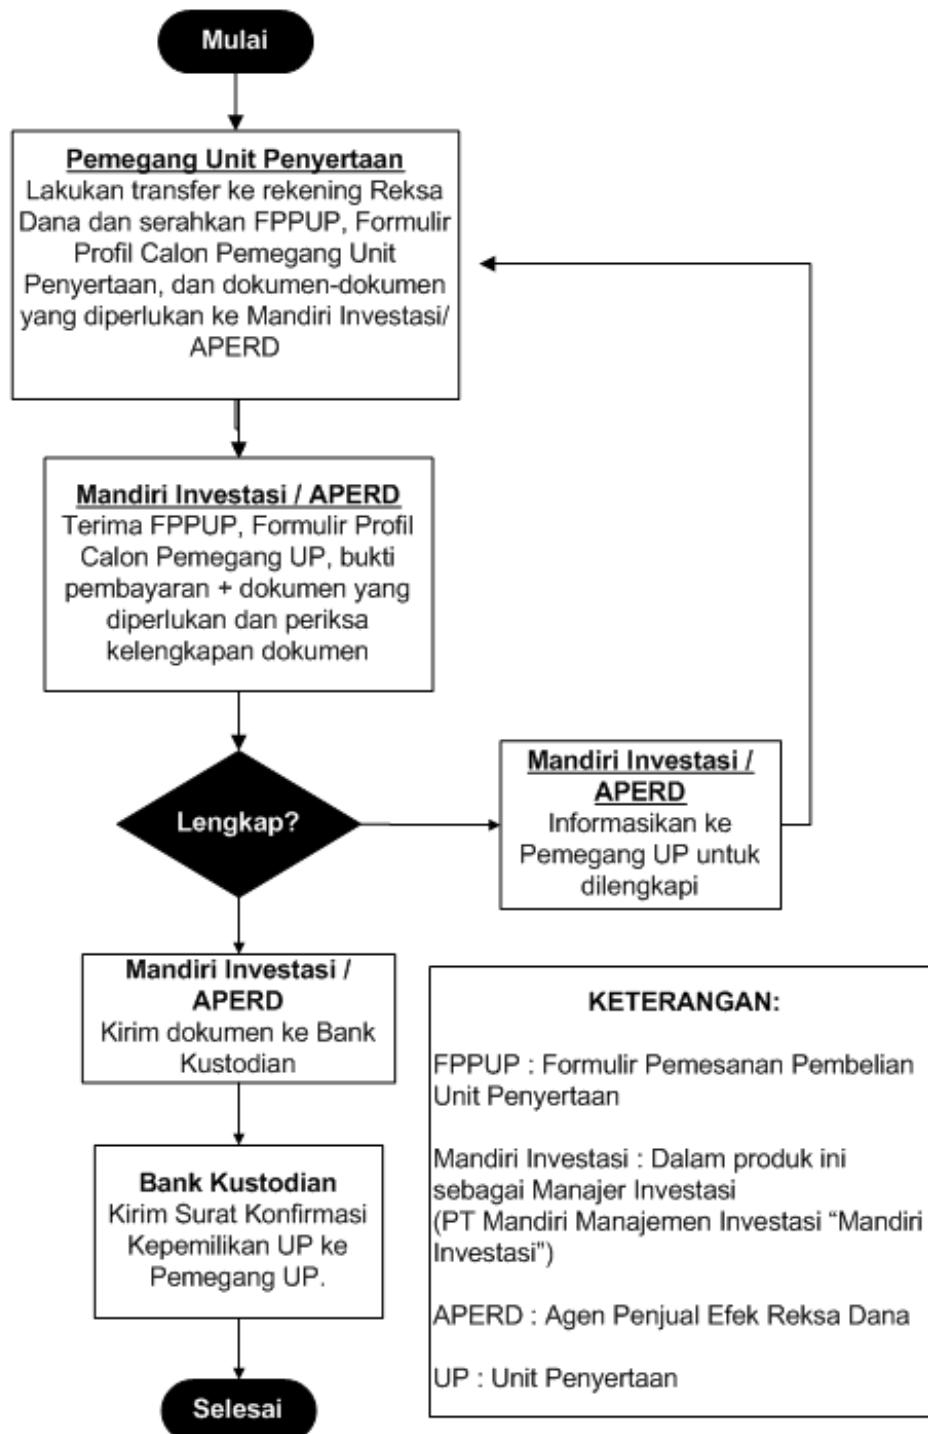 Mulai
Pemegang Unit Penyertaan
Lakukan transfer ke rekening Reksa
Dana dan serahkan FPPUP, Formulir
Profil Calon Pemegang Unit
Penyertaan, dan dokumen-dokumen
yang diperlukan ke Mandiri Investasi/
APERD
Mandiri Investasi / APERD
Terima FPPUP, Formulir Profil
Calon Pemegang UP, bukti
pembayaran + dokumen yang
diperlukan dan periksa
kelengkapan dokumen
Lengkap?
Mandiri Investasi /
APERD
Informasikan ke
Pemegang UP untuk
dilengkapi
Mandiri Investasi /
APERD
Kirim dokumen ke Bank
Kustodian
Bank Kustodian
Kirim Surat Konfirmasi
Kepemilikan UP ke
Pemegang UP.
Selesai
KETERANGAN:
FPPUP : Formulir Pemesanan Pembelian
Unit Penyertaan
Mandiri Investasi : Dalam produk ini
sebagai Manajer Investasi
(PT Mandiri Manajemen Investasi “Mandiri
Investasi”)
APERD : Agen Penjual Efek Reksa Dana
UP : Unit Penyertaan